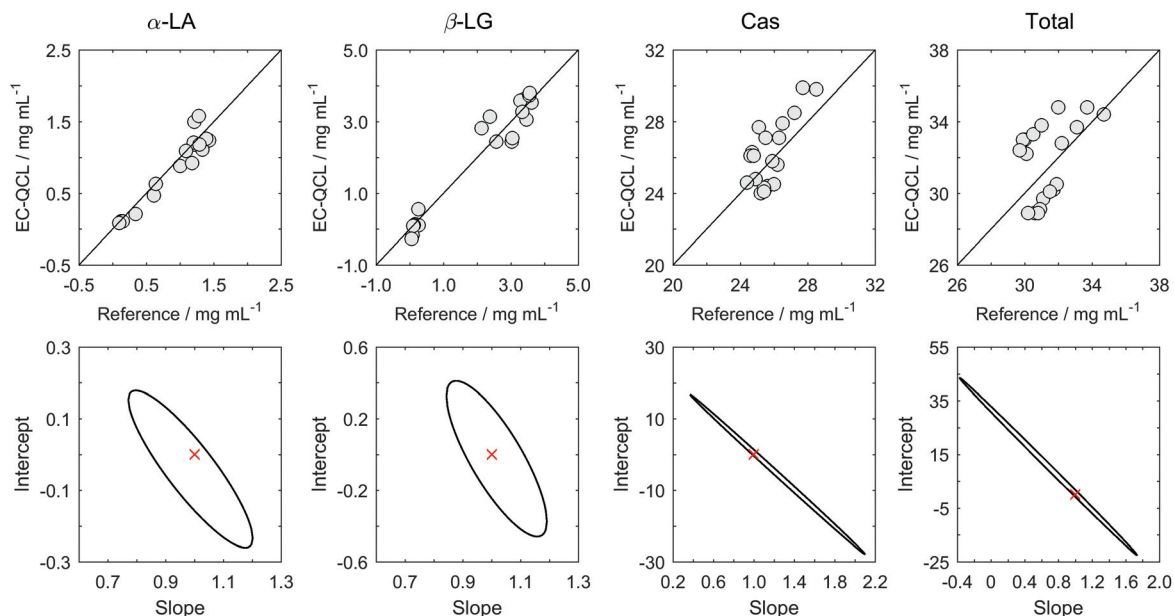 α-LA
β-LG
Cas
Total
2.5
1.5
0.5
-0.5
EC-QCL / mg mL⁻¹
-0.5 0.5 1.5 2.5
Reference / mg mL⁻¹
5.0
3.0
1.0
-1.0
EC-QCL / mg mL⁻¹
-1.0 1.0 3.0 5.0
Reference / mg mL⁻¹
32
28
24
20
EC-QCL / mg mL⁻¹
20 24 28 32
Reference / mg mL⁻¹
38
34
30
26
EC-QCL / mg mL⁻¹
26 30 34 38
Reference / mg mL⁻¹
0.3
0.1
-0.1
-0.3
Intercept
0.7 0.9 1.1 1.3
Slope
0.6
0.2
-0.2
-0.6
Intercept
0.7 0.9 1.1 1.3
Slope
30
10
-10
-30
Intercept
0.2 0.6 1.0 1.4 1.8 2.2
Slope
55
35
15
-5
-25
Intercept
-0.4 0 0.4 0.8 1.2 1.6 2.0
Slope